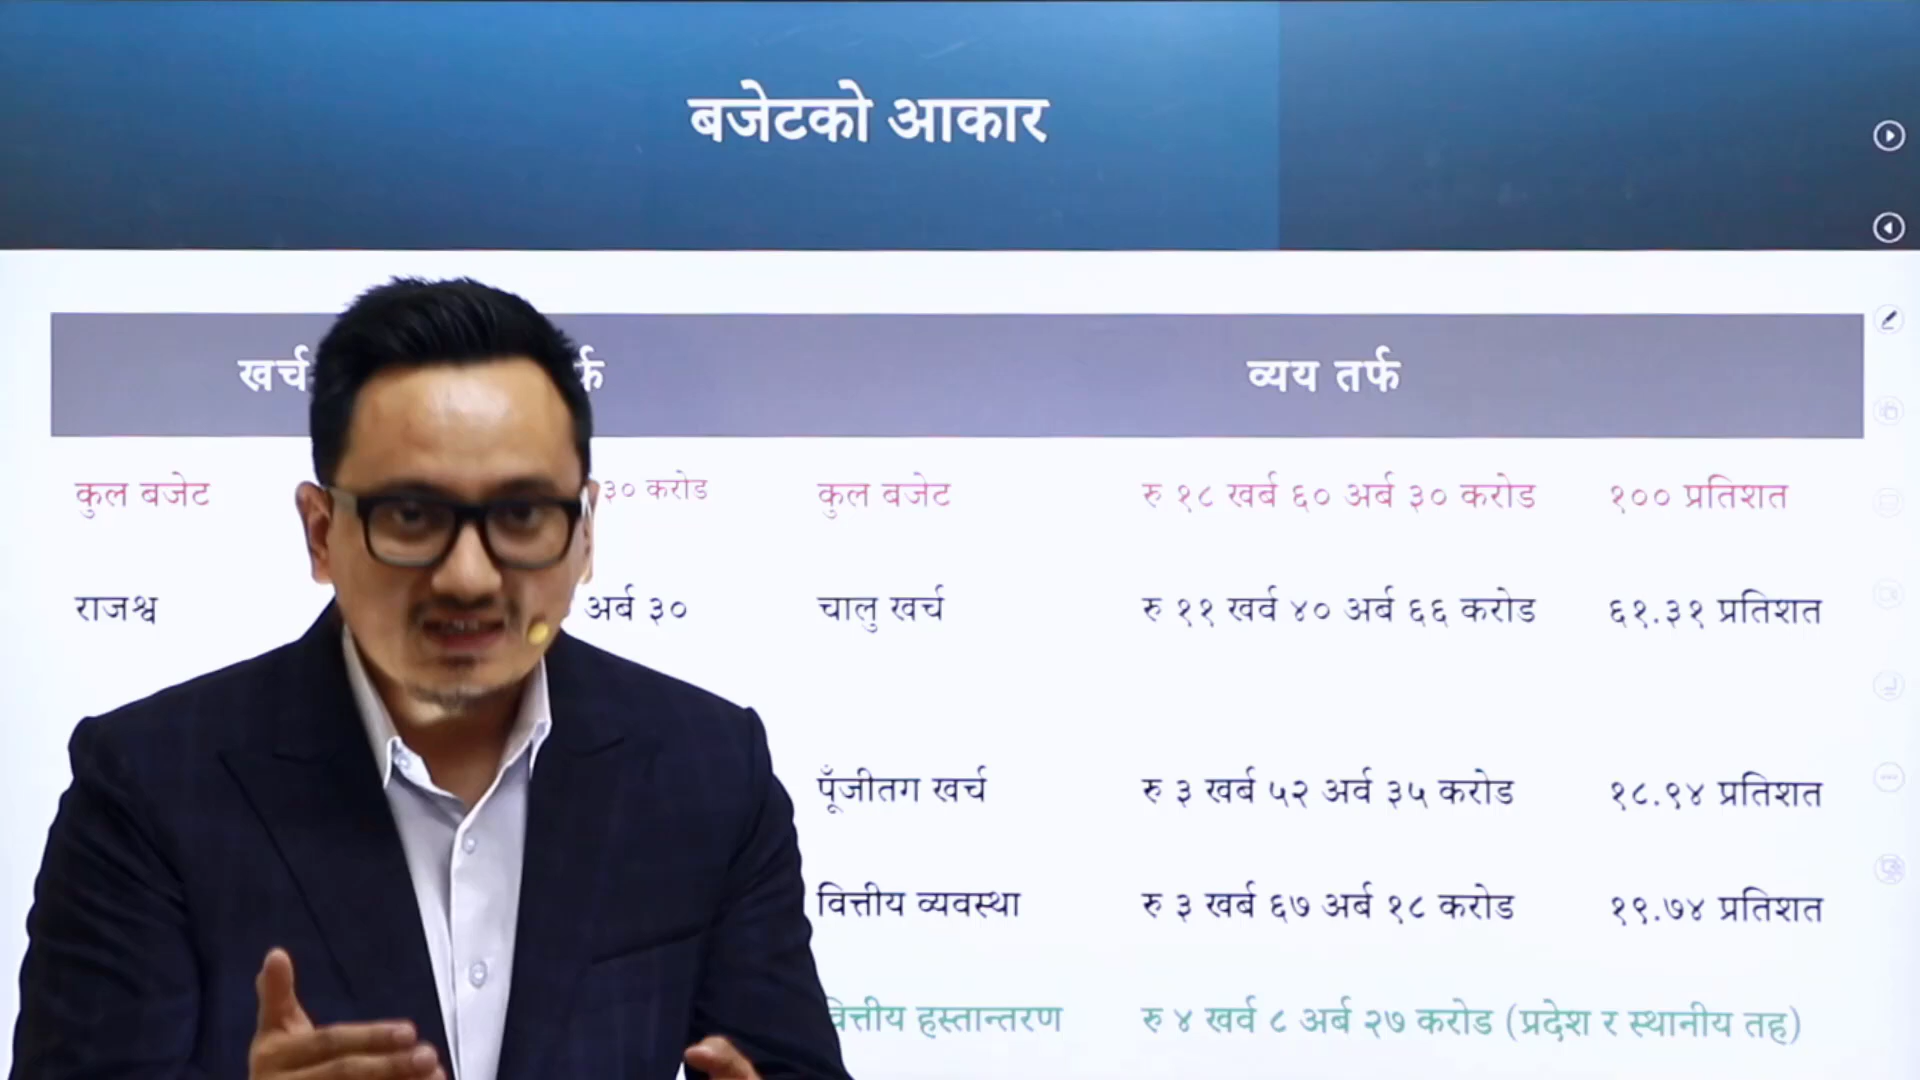 बजेटको आकार
खर्च र्फ व्यय तर्फ
कुल बजेट ३० करोड कुल बजेट रु १८ खर्ब ६० अर्ब ३० करोड १०० प्रतिशत
राजश्व अर्ब ३० चालु खर्च रु ११ खर्व ४० अर्ब ६६ करोड ६१.३१ प्रतिशत
पूँजीतग खर्च रु ३ खर्ब ५२ अर्व ३५ करोड १८.९४ प्रतिशत
वित्तीय व्यवस्था रु ३ खर्ब ६७ अर्ब १८ करोड १९.७४ प्रतिशत
वित्तीय हस्तान्तरण रु ४ खर्व ८ अर्ब २७ करोड (प्रदेश र स्थानीय तह)